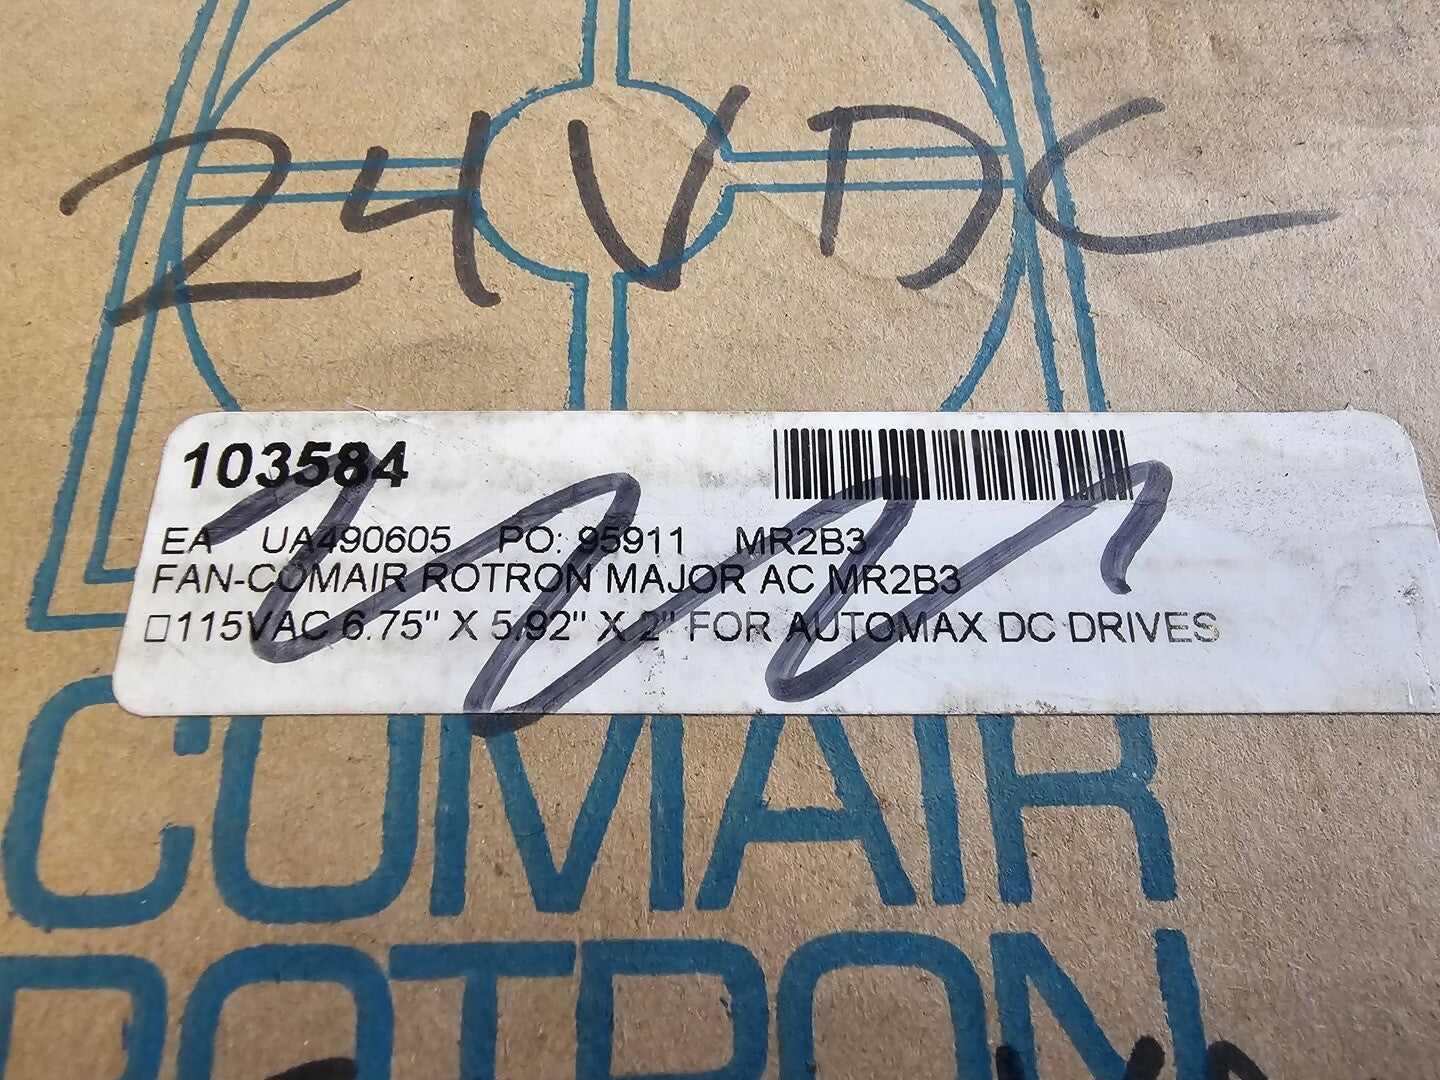 24VDC
103584
EA UA490605 PO: 95911 MR2B3
FAN-COMAIR ROTRON MAJOR AC MR2B3
□115VAC 6.75" X 5.92" X 2" FOR AUTOMAX DC DRIVES
COMAIR
ROTRON